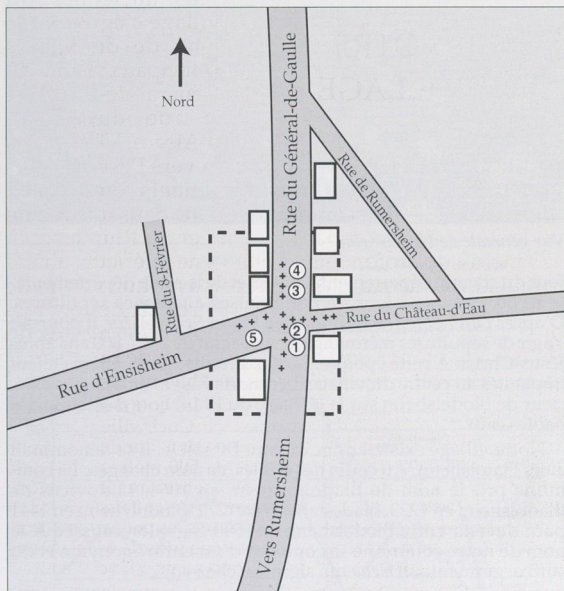 Nord
Rue du Général-de-Gaulle
Rue de Rumersheim
Rue du 8-Février
4
3
Rue du Château-d'Eau
2
5
1
Rue d'Ensisheim
Vers Rumersheim